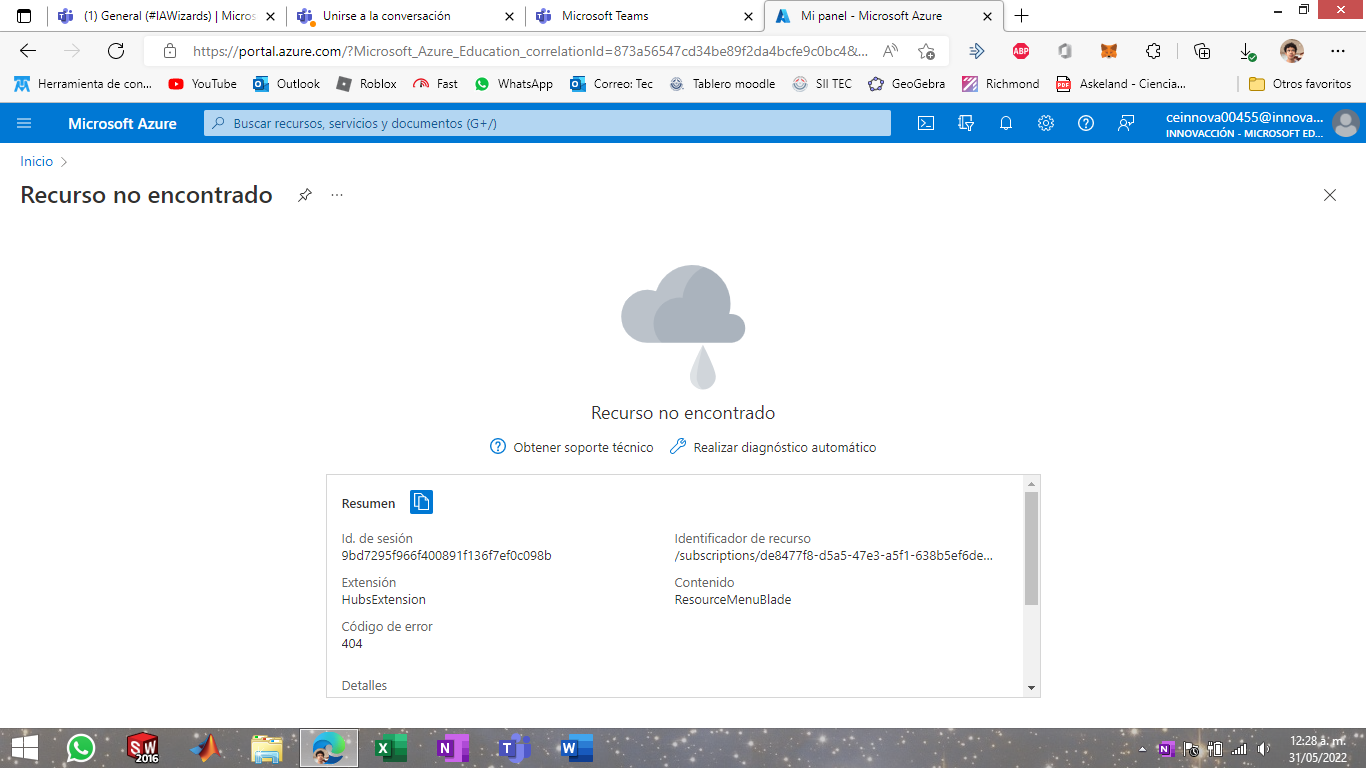 (1) General (#IAWizards) | Micros
Unirse a la conversación
Microsoft Teams
Mi panel - Microsoft Azure
https://portal.azure.com/?Microsoft_Azure_Education_correlationId=873a56547cd34be89f2da4bcfe9c0bc4&...
Herramienta de con...
YouTube
Outlook
Roblox
Fast
WhatsApp
Correo: Tec
Tablero moodle
SII TEC
GeoGebra
Richmond
Askeland - Ciencia...
Otros favoritos
Microsoft Azure
Buscar recursos, servicios y documentos (G+/)
ceinnova00455@innova...
INNOVACCIÓN - MICROSOFT ED...
Inicio
Recurso no encontrado
Recurso no encontrado
Obtener soporte técnico
Realizar diagnóstico automático
Resumen
Id. de sesión
9bd7295f966f400891f136f7ef0c098b
Identificador de recurso
/subscriptions/de8477f8-d5a5-47e3-a5f1-638b5ef6de...
Extensión
HubsExtension
Contenido
ResourceMenuBlade
Código de error
404
Detalles
12:28 a. m.
31/05/2022